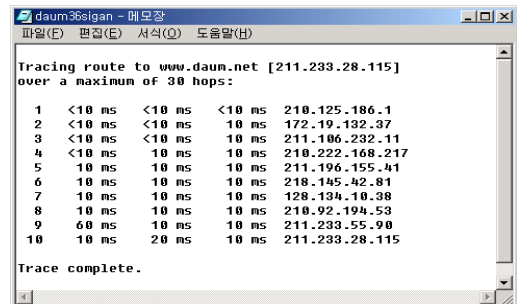 daum36sigan - 메모장
파일(F) 편집(E) 서식(O) 도움말(H)
Tracing route to www.daum.net [211.233.28.115]
over a maximum of 30 hops:
1 <10 ms <10 ms <10 ms 210.125.186.1
2 <10 ms <10 ms 10 ms 172.19.132.37
3 <10 ms <10 ms 10 ms 211.106.232.11
4 <10 ms 10 ms 10 ms 210.222.168.217
5 10 ms 10 ms 10 ms 211.196.155.41
6 10 ms 10 ms 10 ms 218.145.42.81
7 10 ms 10 ms 10 ms 128.134.10.38
8 10 ms 10 ms 10 ms 210.92.194.53
9 60 ms 10 ms 10 ms 211.233.55.90
10 10 ms 20 ms 10 ms 211.233.28.115
Trace complete.